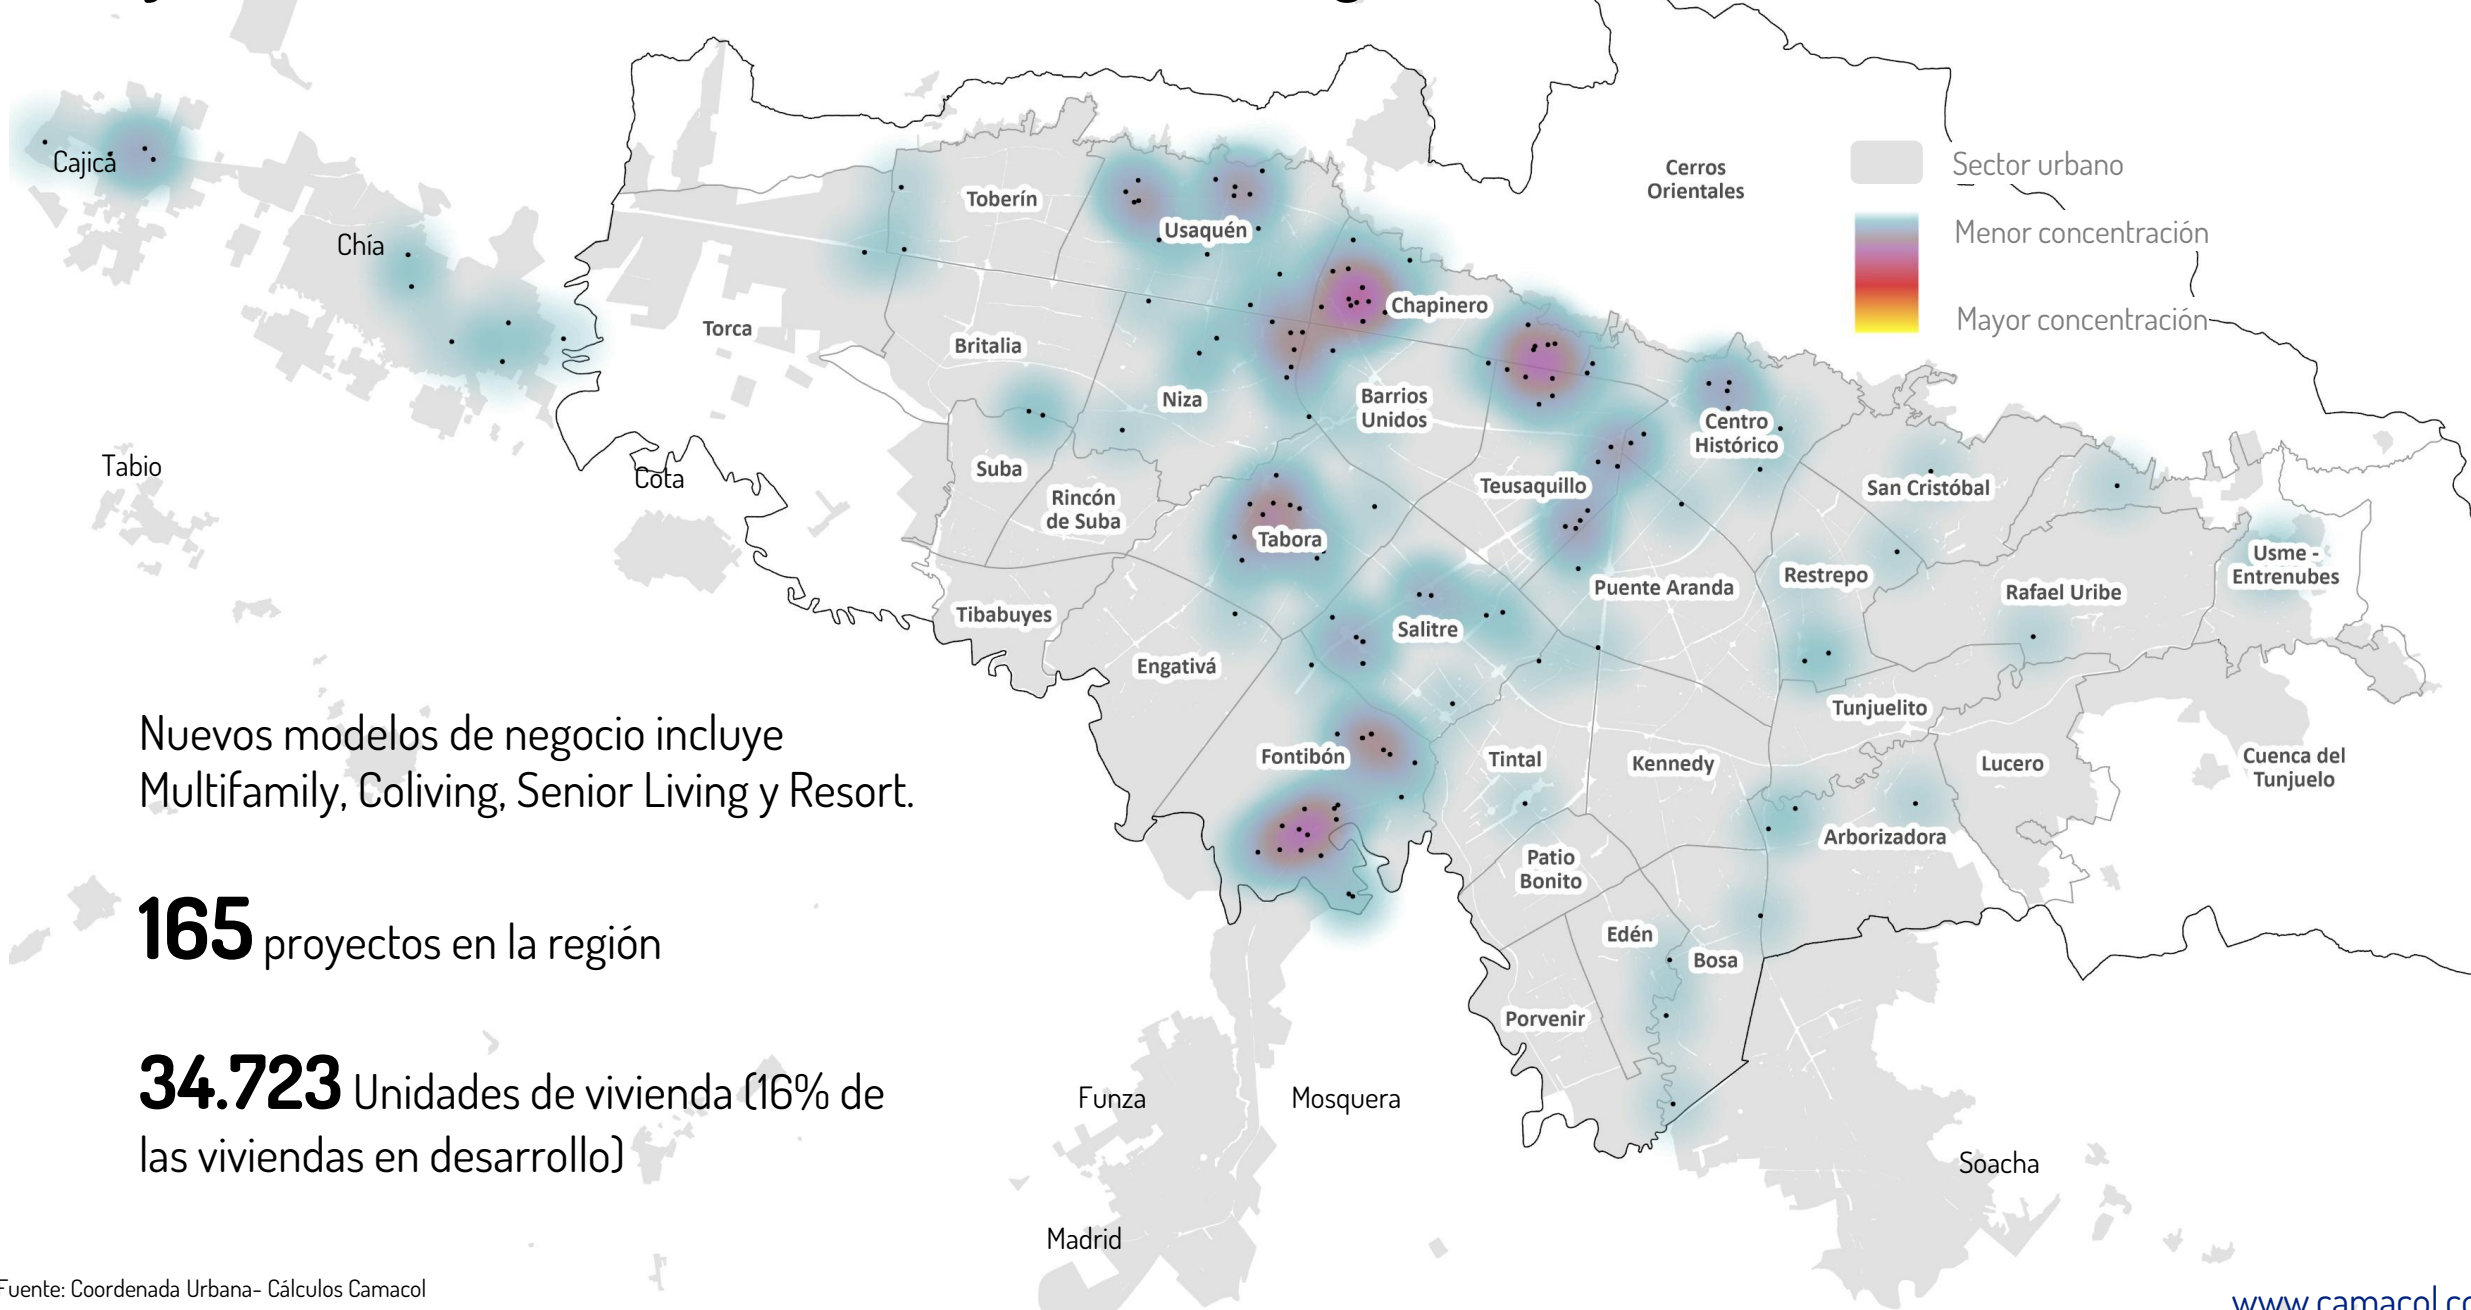 Cerros
Orientales
Sector urbano
Menor concentración
Mayor concentración
Cajicá
Toberín
Usaquén
Chía
Chapinero
Torca
Britalia
Niza
Barrios
Unidos
Centro
Histórico
Tabio
Cota
Suba
Rincón
de Suba
Teusaquillo
San Cristóbal
Tabora
Usme -
Entrenubes
Puente Aranda
Restrepo
Rafael Uribe
Tibabuyes
Salitre
Engativá
Tunjuelito
Fontibón
Tintal
Kennedy
Lucero
Cuenca del
Tunjuelo
Arborizadora
Patio
Bonito
Edén
Bosa
Porvenir
Nuevos modelos de negocio incluye
Multifamily, Coliving, Senior Living y Resort.
165 proyectos en la región
34.723 Unidades de vivienda (16% de
las viviendas en desarrollo)
Funza
Mosquera
Soacha
Madrid
Fuente: Coordenada Urbana- Cálculos Camacol
www.camacol.co